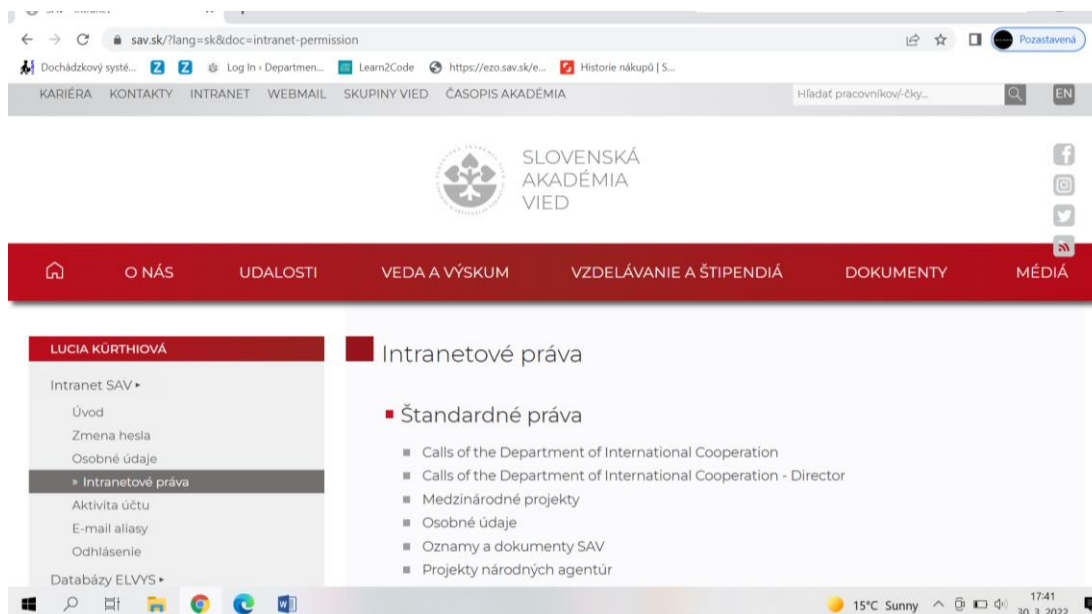 sav.sk/?lang=sk&doc=intranet-permission
Pozastavená
Dochádzkový systé... Log In ‹ Departmen... Learn2Code https://ezo.sav.sk/e... Historie nákupů | S...
KARIÉRA KONTAKTY INTRANET WEBMAIL SKUPINY VIED ČASOPIS AKADÉMIA Hľadať pracovníkov/-čky... EN
SLOVENSKÁ
AKADÉMIA
VIED
O NÁS UDALOSTI VEDA A VÝSKUM VZDELÁVANIE A ŠTIPENDIÁ DOKUMENTY MÉDIÁ
LUCIA KÜRTHIOVÁ
Intranet SAV ▸
Úvod
Zmena hesla
Osobné údaje
» Intranetové práva
Aktivita účtu
E-mail aliasy
Odhlásenie
Databázy ELVYS ▸
Intranetové práva
Štandardné práva
Calls of the Department of International Cooperation
Calls of the Department of International Cooperation - Director
Medzinárodné projekty
Osobné údaje
Oznamy a dokumenty SAV
Projekty národných agentúr
15°C Sunny
17:41
30. 3. 2022